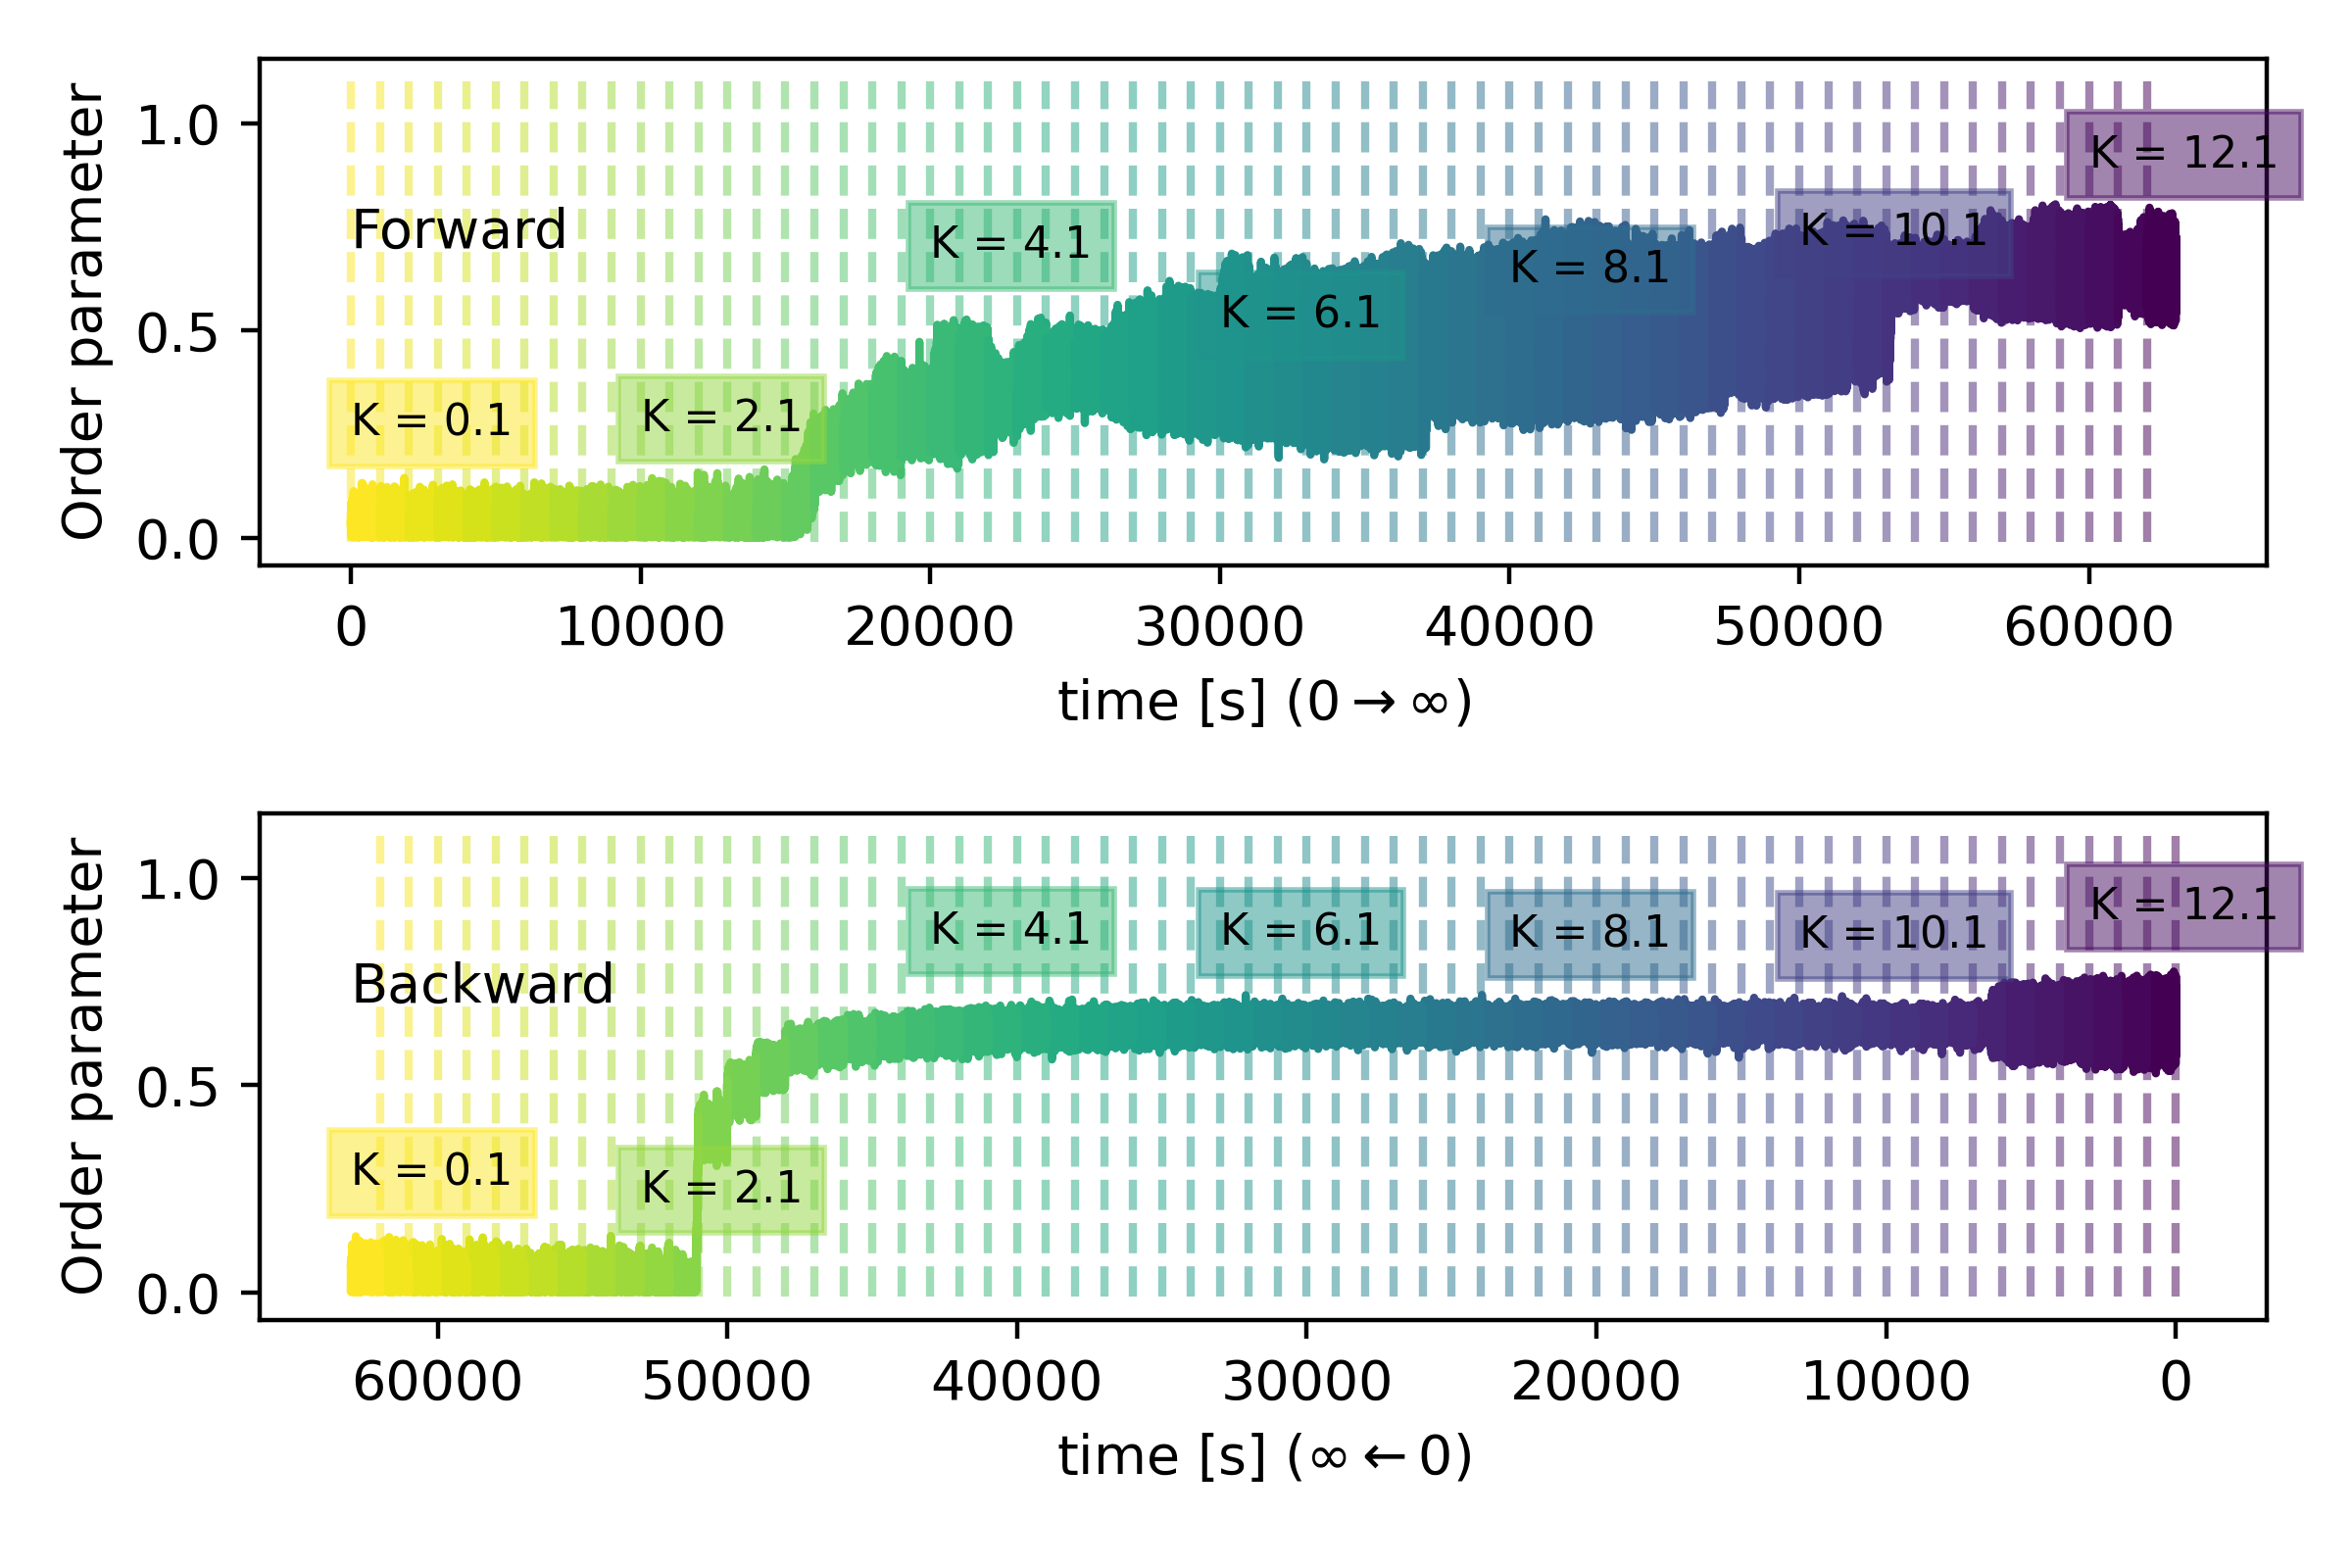 Order parameter
1.0
0.5
0.0
Forward
K = 0.1
K = 2.1
K = 4.1
K = 6.1
K = 8.1
K = 10.1
K = 12.1
0 10000 20000 30000 40000 50000 60000
time [s] (0→∞)
Order parameter
1.0
0.5
0.0
Backward
K = 0.1
K = 2.1
K = 4.1
K = 6.1
K = 8.1
K = 10.1
K = 12.1
60000 50000 40000 30000 20000 10000 0
time [s] (∞←0)